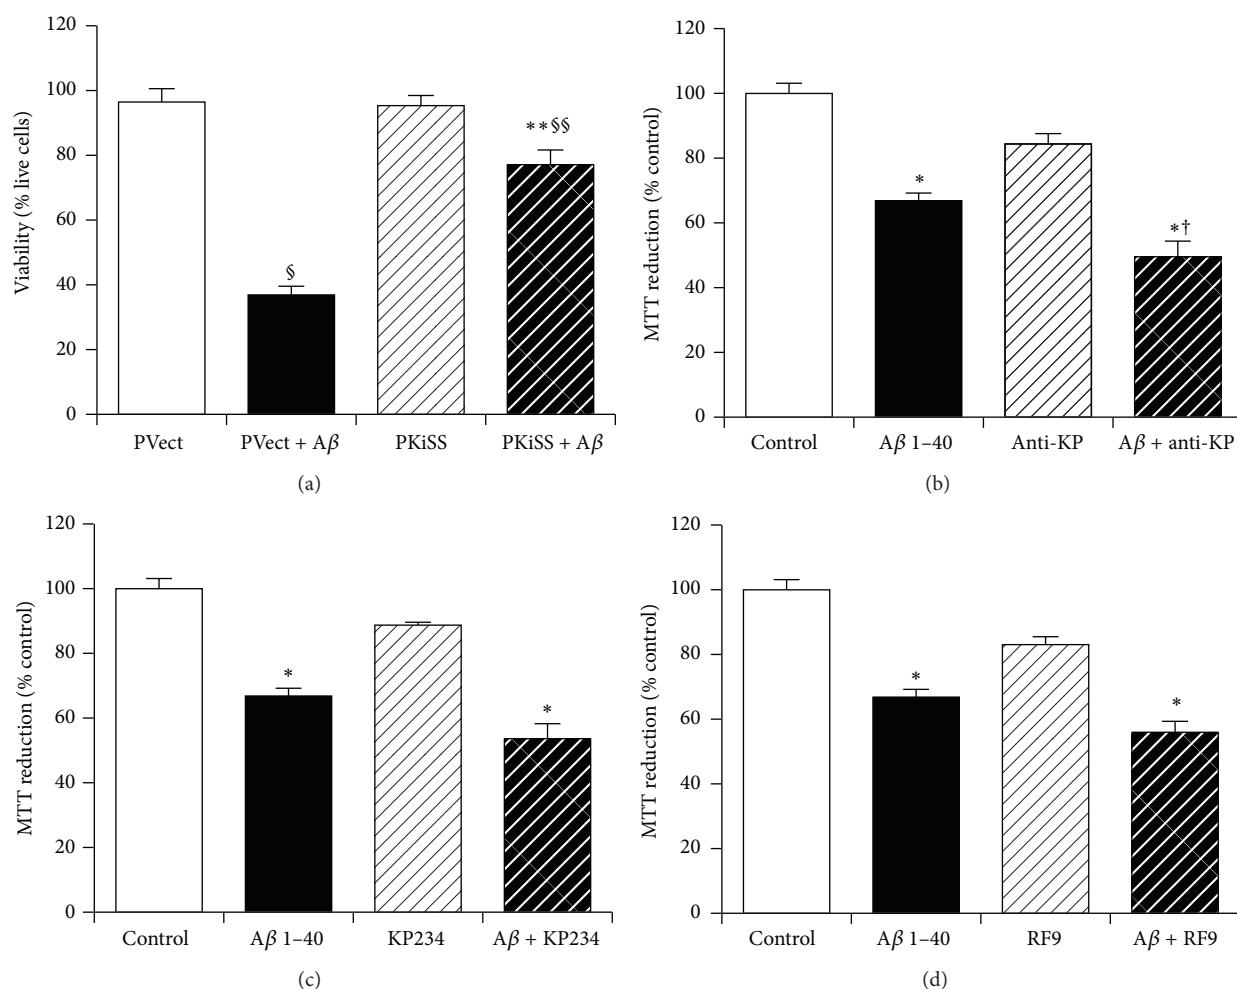 120
100
80
60
40
20
0
Viability (% live cells)
§
**§§
PVect
PVect + Aβ
PKiSS
PKiSS + Aβ
(a)
120
100
80
60
40
20
0
MTT reduction (% control)
*
*†
Control
Aβ 1–40
Anti-KP
Aβ + anti-KP
(b)
120
100
80
60
40
20
0
MTT reduction (% control)
*
*
Control
Aβ 1–40
KP234
Aβ + KP234
(c)
120
100
80
60
40
20
0
MTT reduction (% control)
*
*
Control
Aβ 1–40
RF9
Aβ + RF9
(d)